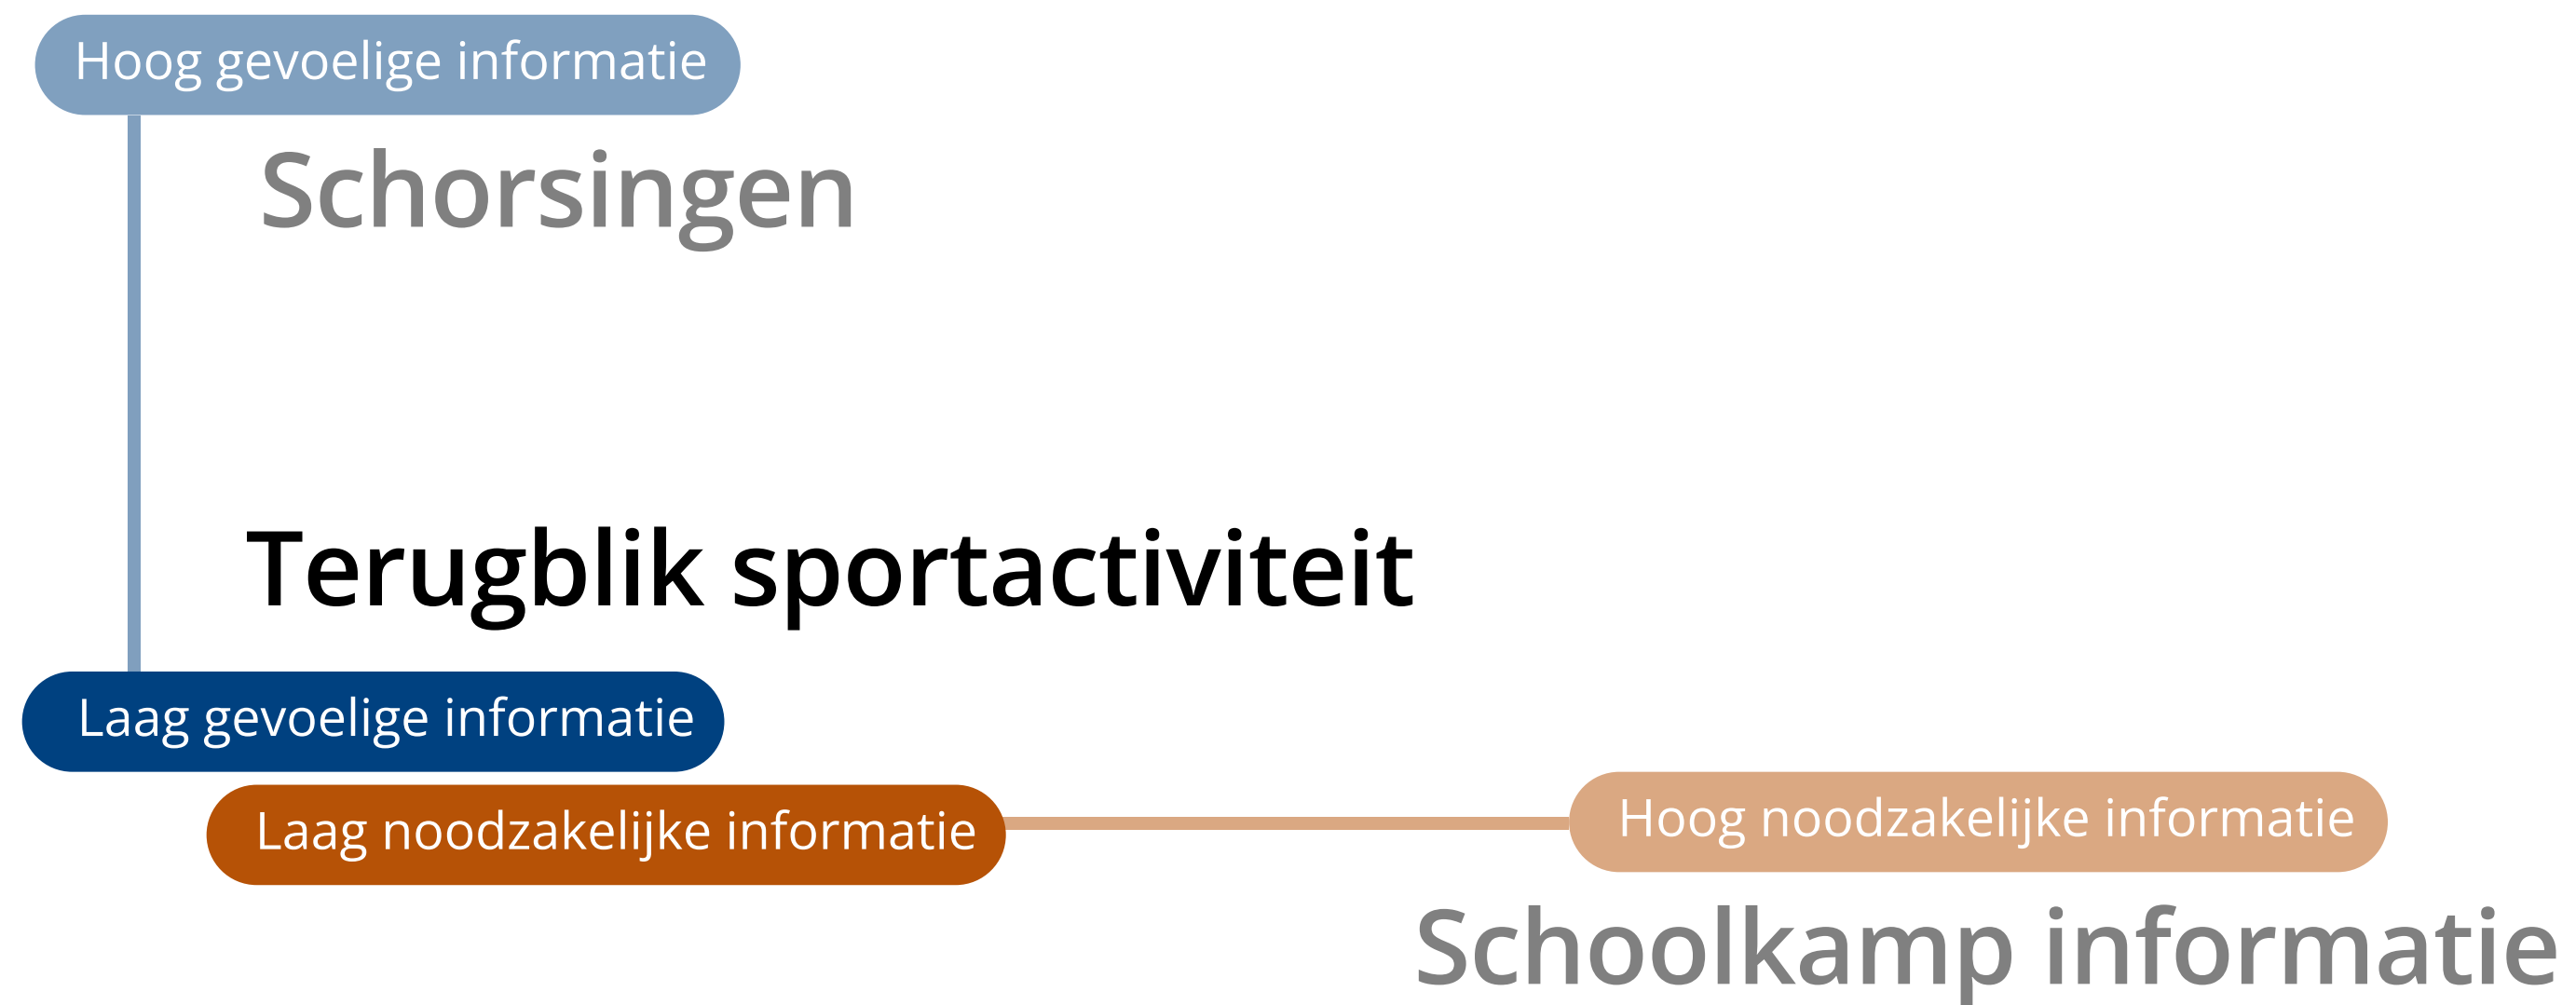 Hoog gevoelige informatie
Schorsingen
Terugblik sportactiviteit
Laag gevoelige informatie
Laag noodzakelijke informatie
Hoog noodzakelijke informatie
Schoolkamp informatie